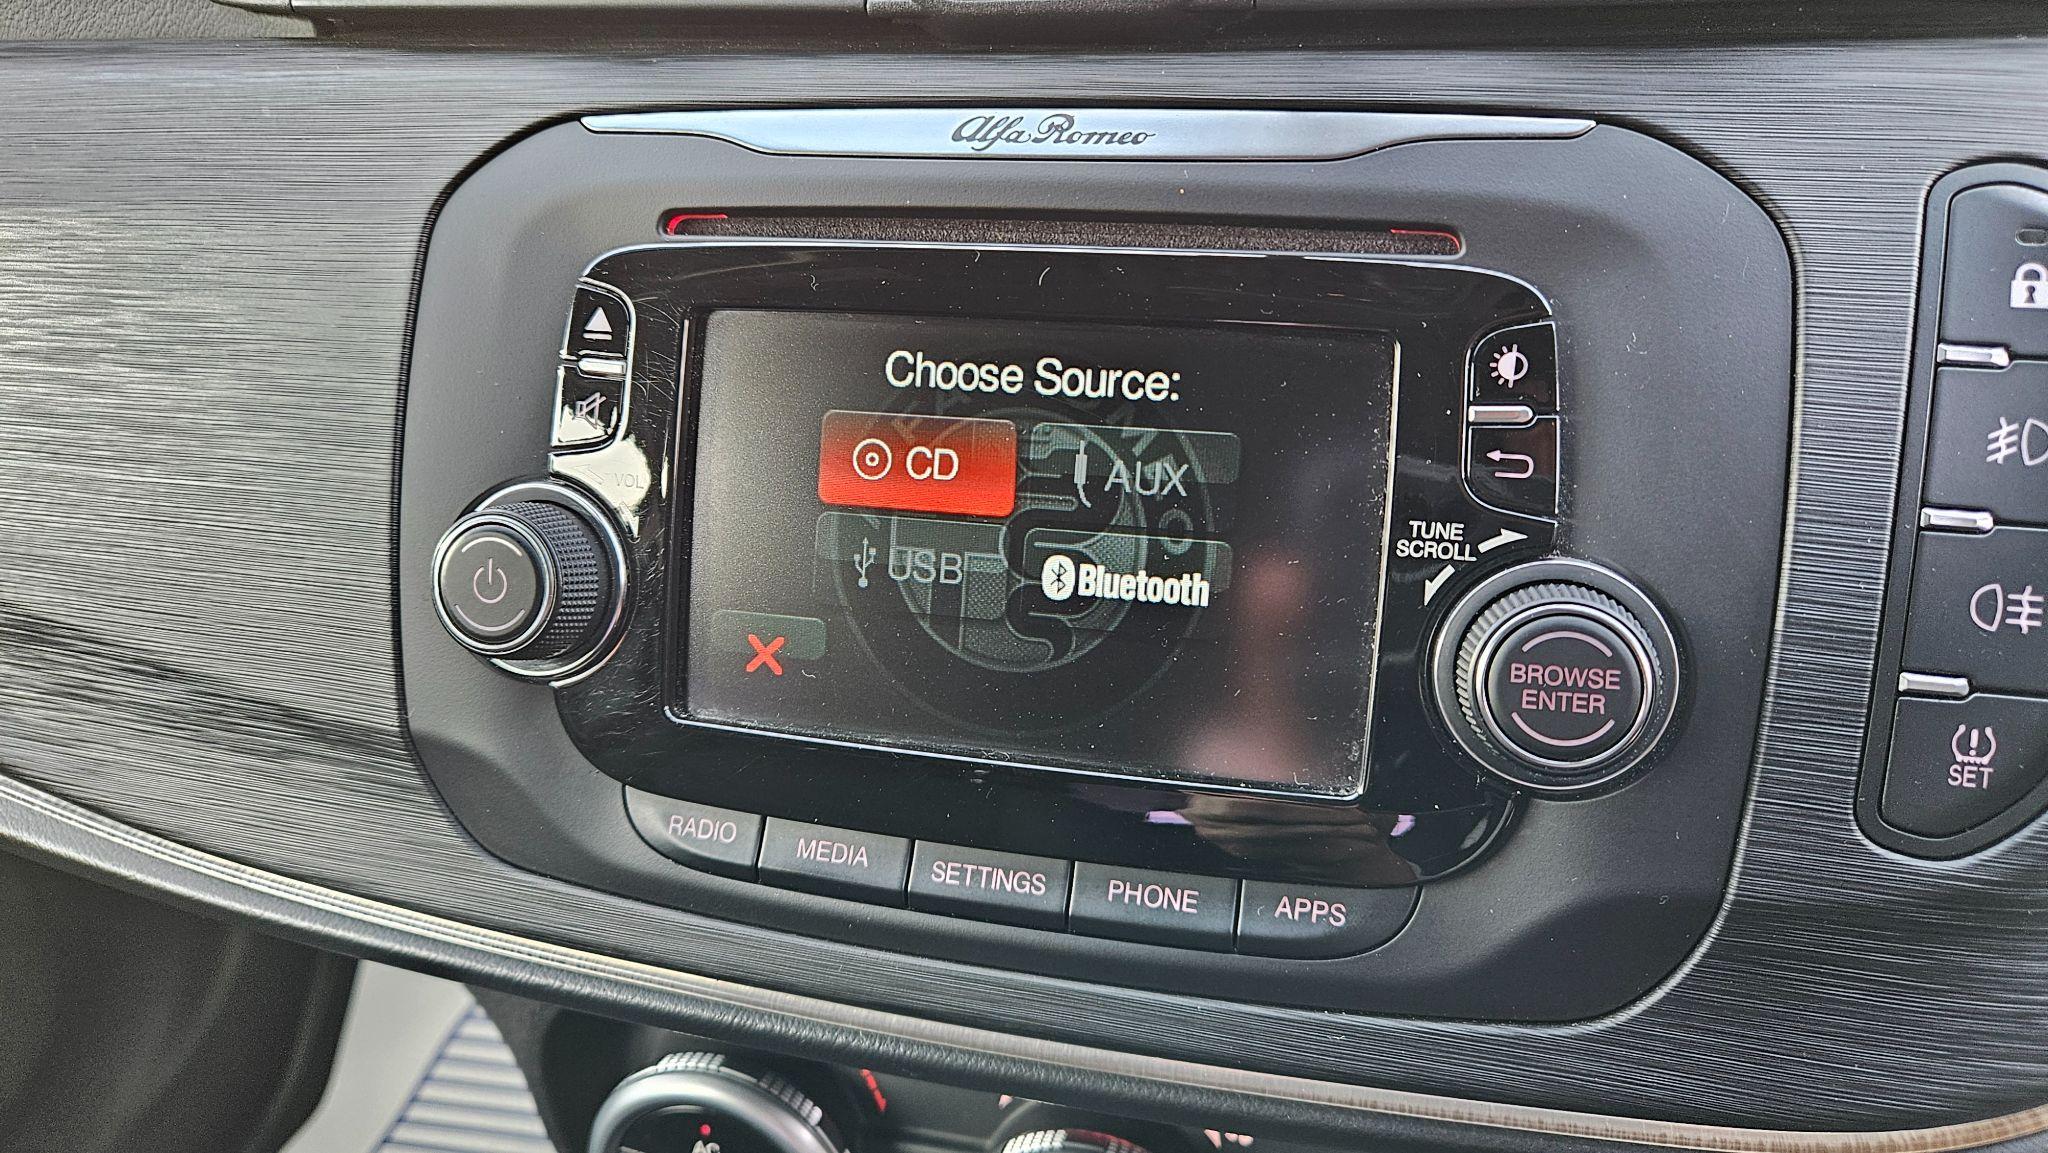 Alfa Romeo
Choose Source:
CD
AUX
USB
Bluetooth
VOL
TUNE
SCROLL
BROWSE
ENTER
RADIO
MEDIA
SETTINGS
PHONE
APPS
SET
AC